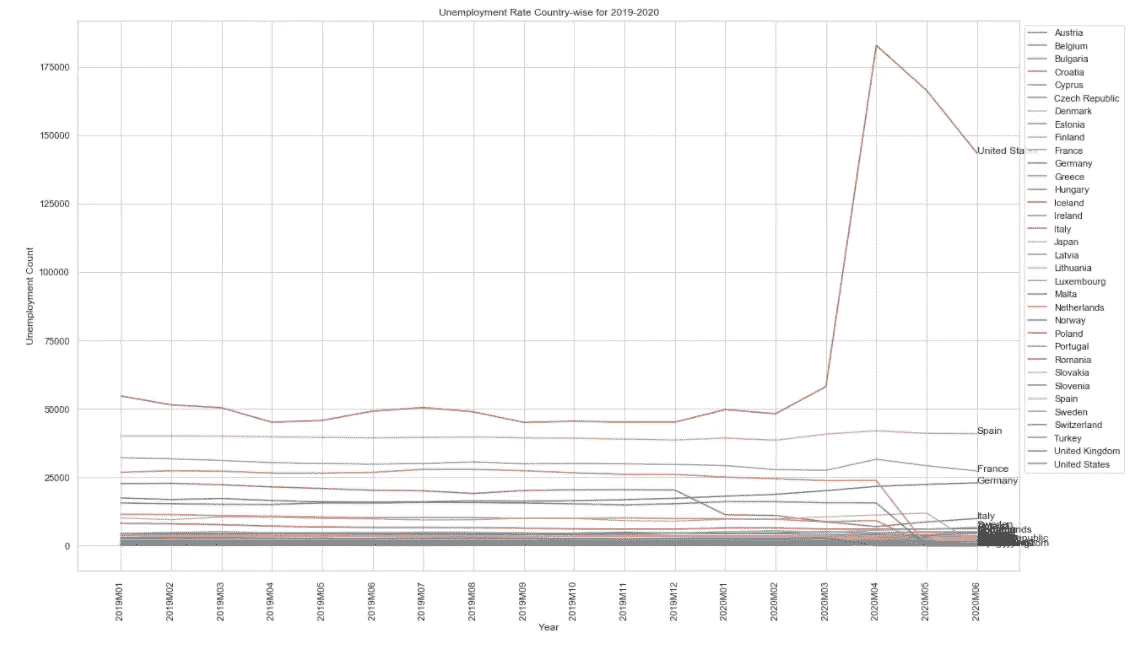 Unemployment Rate Country-wise for 2019-2020
Unemployment Count
175000
150000
125000
100000
75000
50000
25000
0
2019M01
2019M02
2019M03
2019M04
2019M05
2019M06
2019M07
2019M08
2019M09
2019M10
2019M11
2019M12
2020M01
2020M02
2020M03
2020M04
2020M05
2020M06
Year
United Sta
Spain
France
Germany
Italy
Sweden
Austria
Belgium
Bulgaria
Croatia
Cyprus
Czech Republic
Denmark
Estonia
Finland
France
Germany
Greece
Hungary
Iceland
Ireland
Italy
Japan
Latvia
Lithuania
Luxembourg
Malta
Netherlands
Norway
Poland
Portugal
Romania
Slovakia
Slovenia
Spain
Sweden
Switzerland
Turkey
United Kingdom
United States